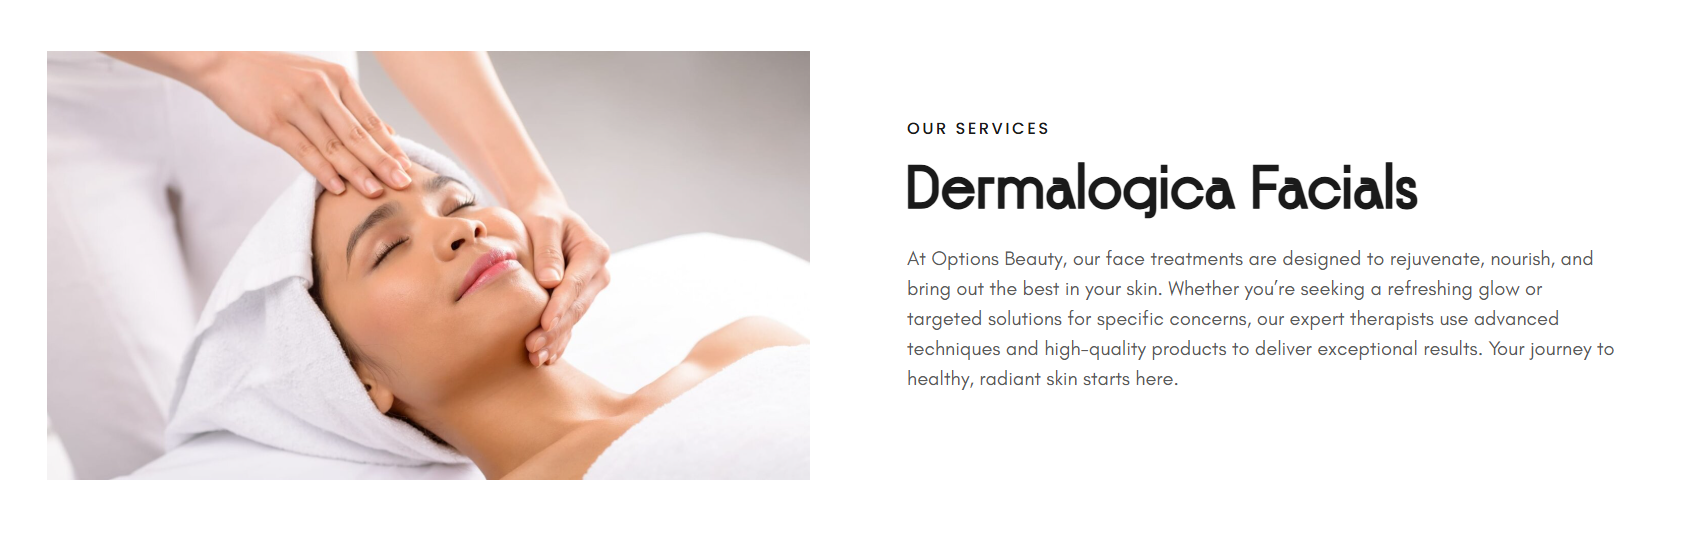 OUR SERVICES
Dermalogica Facials
At Options Beauty, our face treatments are designed to rejuvenate, nourish, and
bring out the best in your skin. Whether you’re seeking a refreshing glow or
targeted solutions for specific concerns, our expert therapists use advanced
techniques and high-quality products to deliver exceptional results. Your journey to
healthy, radiant skin starts here.